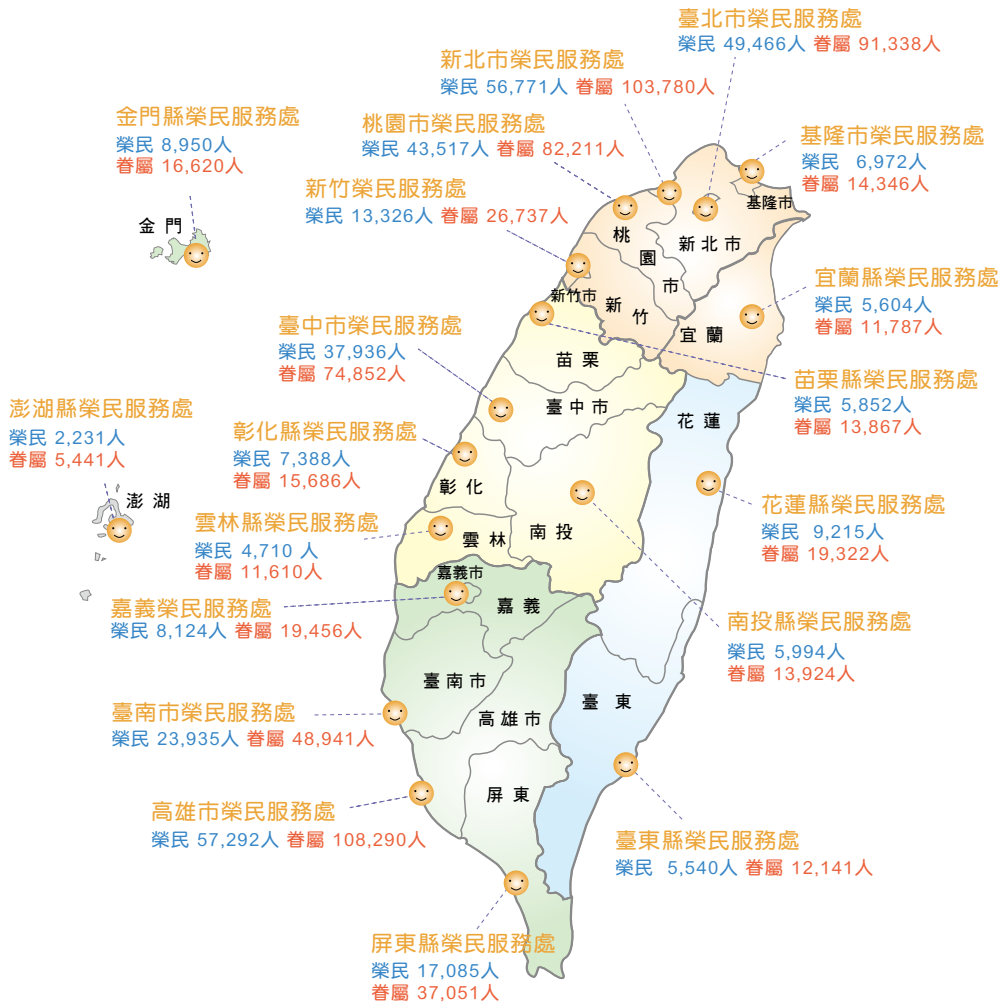 臺北市榮民服務處
榮民 49,466人 眷屬 91,338人
新北市榮民服務處
榮民 56,771人 眷屬 103,780人
金門縣榮民服務處
榮民 8,950人
眷屬 16,620人
桃園市榮民服務處
榮民 43,517人 眷屬 82,211人
基隆市榮民服務處
榮民 6,972人
眷屬 14,346人
新竹榮民服務處
榮民 13,326人 眷屬 26,737人
金門
基隆市
桃園市
新北市
宜蘭縣榮民服務處
榮民 5,604人
眷屬 11,787人
新竹市
新竹
宜蘭
臺中市榮民服務處
榮民 37,936人
眷屬 74,852人
苗栗
苗栗縣榮民服務處
榮民 5,852人
眷屬 13,867人
澎湖縣榮民服務處
榮民 2,231人
眷屬 5,441人
臺中市
花蓮
彰化縣榮民服務處
榮民 7,388人
眷屬 15,686人
彰化
澎湖
花蓮縣榮民服務處
榮民 9,215人
眷屬 19,322人
雲林縣榮民服務處
榮民 4,710 人
眷屬 11,610人
雲林
南投
嘉義市
嘉義
嘉義榮民服務處
榮民 8,124人 眷屬 19,456人
南投縣榮民服務處
榮民 5,994人
眷屬 13,924人
臺南市
臺南市榮民服務處
榮民 23,935人 眷屬 48,941人
高雄市
臺東
屏東
高雄市榮民服務處
榮民 57,292人 眷屬 108,290人
臺東縣榮民服務處
榮民 5,540人 眷屬 12,141人
屏東縣榮民服務處
榮民 17,085人
眷屬 37,051人